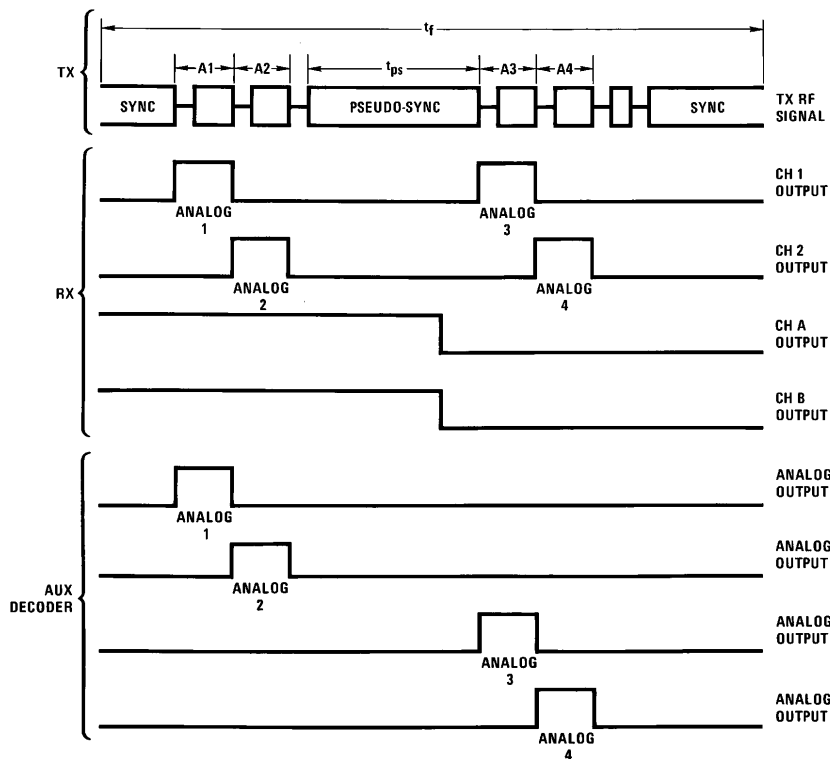 tf
TX
A1
A2
tps
A3
A4
SYNC
PSEUDO-SYNC
SYNC
TX RF
SIGNAL
RX
CH 1
OUTPUT
ANALOG
1
ANALOG
3
CH 2
OUTPUT
ANALOG
2
ANALOG
4
CH A
OUTPUT
CH B
OUTPUT
AUX
DECODER
ANALOG
OUTPUT
ANALOG
1
ANALOG
OUTPUT
ANALOG
2
ANALOG
OUTPUT
ANALOG
3
ANALOG
OUTPUT
ANALOG
4